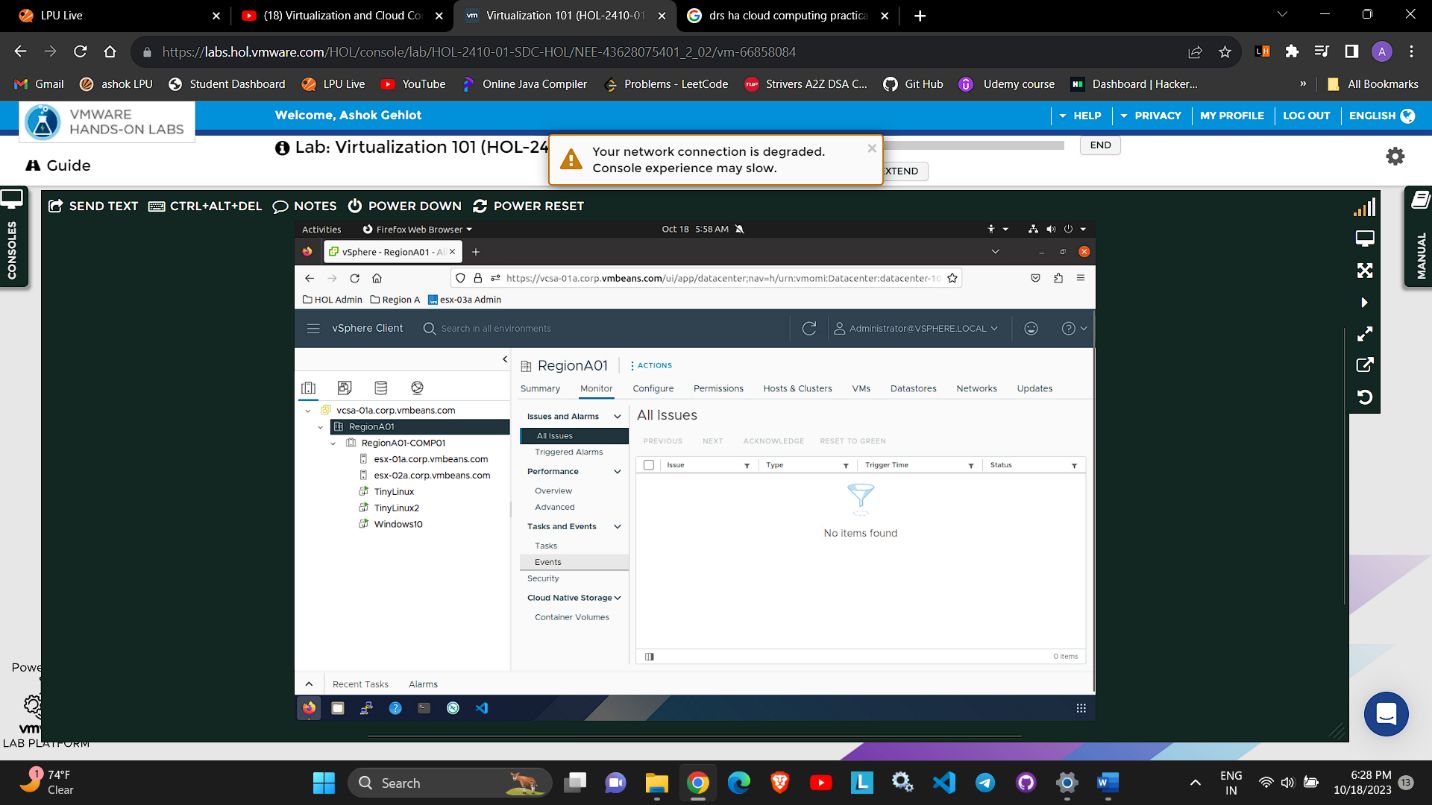 LPU Live
(18) Virtualization and Cloud Co
vm Virtualization 101 (HOL-2410-01
drs ha cloud computing practica
https://labs.hol.vmware.com/HOL/console/lab/HOL-2410-01-SDC-HOL/NEE-43628075401_2_02/vm-66858084
LH
A
Gmail ashok LPU Student Dashboard LPU Live YouTube Online Java Compiler Problems - LeetCode Strivers A2Z DSA C... Git Hub Udemy course Dashboard | Hacker... » All Bookmarks
VMWARE
HANDS-ON LABS
Welcome, Ashok Gehlot
HELP PRIVACY MY PROFILE LOG OUT ENGLISH
Lab: Virtualization 101 (HOL-24
END
Guide
Your network connection is degraded.
Console experience may slow.
XTEND
CONSOLES
MANUAL
SEND TEXT CTRL+ALT+DEL NOTES POWER DOWN POWER RESET
Activities Firefox Web Browser Oct 18 5:58 AM
vSphere - RegionA01 - Al
https://vcsa-01a.corp.vmbeans.com/ui/app/datacenter;nav=h/urn:vmomi:Datacenter:datacenter-10
HOL Admin Region A esx-03a Admin
vSphere Client Search in all environments Administrator@VSPHERE.LOCAL
RegionA01 ACTIONS
Summary Monitor Configure Permissions Hosts & Clusters VMs Datastores Networks Updates
vcsa-01a.corp.vmbeans.com
RegionA01
RegionA01-COMP01
esx-01a.corp.vmbeans.com
esx-02a.corp.vmbeans.com
TinyLinux
TinyLinux2
Windows10
Issues and Alarms
All Issues
Triggered Alarms
Performance
Overview
Advanced
Tasks and Events
Tasks
Events
Security
Cloud Native Storage
Container Volumes
All Issues
PREVIOUS NEXT ACKNOWLEDGE RESET TO GREEN
Issue Type Trigger Time Status
No items found
0 items
Recent Tasks Alarms
Powe
vmw
LAB PLATFORM
1
74°F
Clear
Search
ENG
IN
6:28 PM
10/18/2023
13